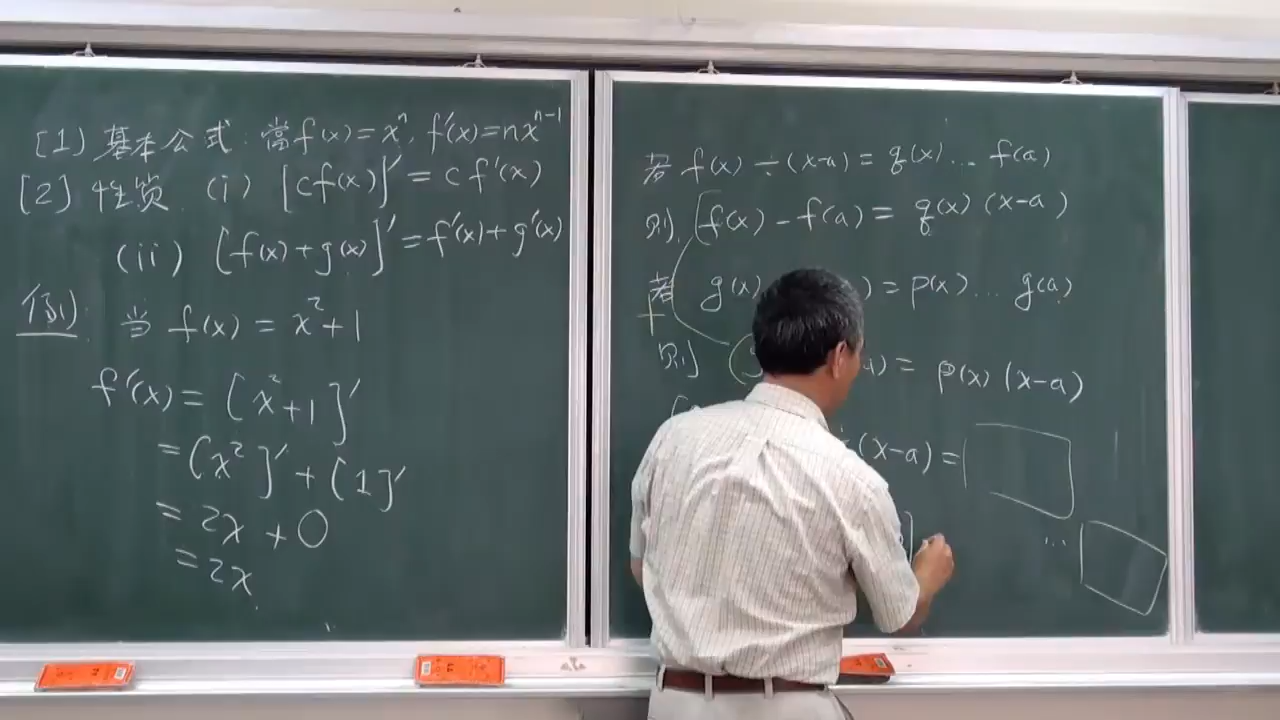 [1] 基本公式: 當f(x)=xⁿ, f'(x)=nxⁿ⁻¹
[2] 性質 (i) [cf(x)]' = cf'(x)
(ii) [f(x)+g(x)]' = f'(x)+g'(x)
例: 当 f(x) = x²+1
f'(x) = [x²+1]'
= [x²]' + [1]'
= 2x + 0
= 2x
若 f(x) ÷ (x-a) = q(x) ... f(a)
則, [f(x) - f(a) = q(x) (x-a)
若 g(x) ) = p(x) ... g(a)
則 = p(x) (x-a)
(x-a) =
...
]